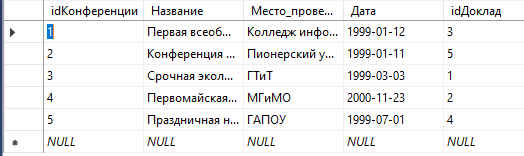 idКонференции Название Место_прове... Дата idДоклад
1 Первая всеоб... Колледж инфо... 1999-01-12 3
2 Конференция ... Пионерский у... 1999-01-11 5
3 Срочная экол... ГТиТ 1999-03-03 1
4 Первомайская... МГиМО 2000-11-23 2
5 Праздничная н... ГАПОУ 1999-07-01 4
NULL NULL NULL NULL NULL